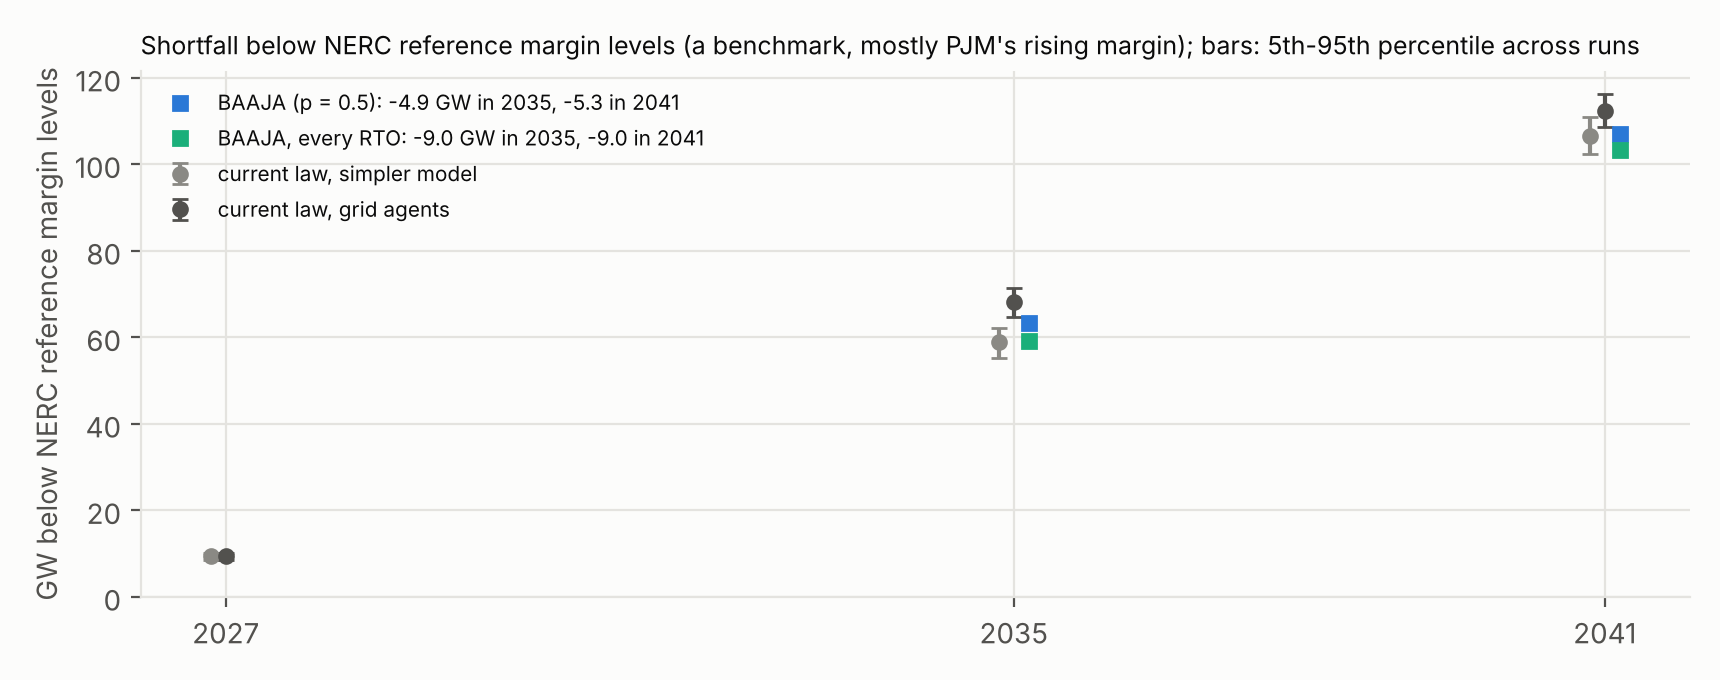 Shortfall below NERC reference margin levels (a benchmark, mostly PJM's rising margin); bars: 5th-95th percentile across runs
GW below NERC reference margin levels
120
100
80
60
40
20
0
BAAJA (p = 0.5): -4.9 GW in 2035, -5.3 in 2041
BAAJA, every RTO: -9.0 GW in 2035, -9.0 in 2041
current law, simpler model
current law, grid agents
2027
2035
2041